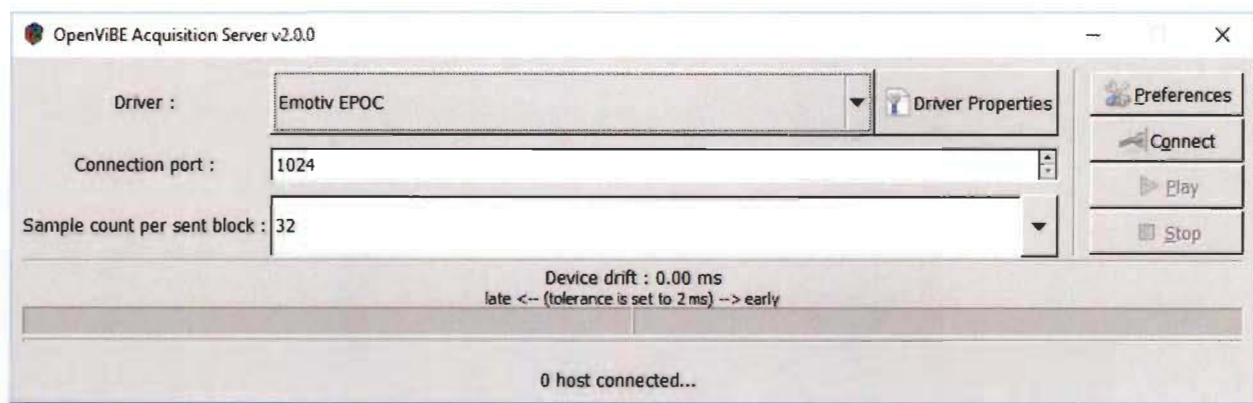 OpenViBE Acquisition Server v2.0.0
Driver :
Emotiv EPOC
Driver Properties
Preferences
Connection port :
1024
Connect
Play
Sample count per sent block :
32
Stop
Device drift : 0.00 ms
late <-- (tolerance is set to 2 ms) --> early
0 host connected...